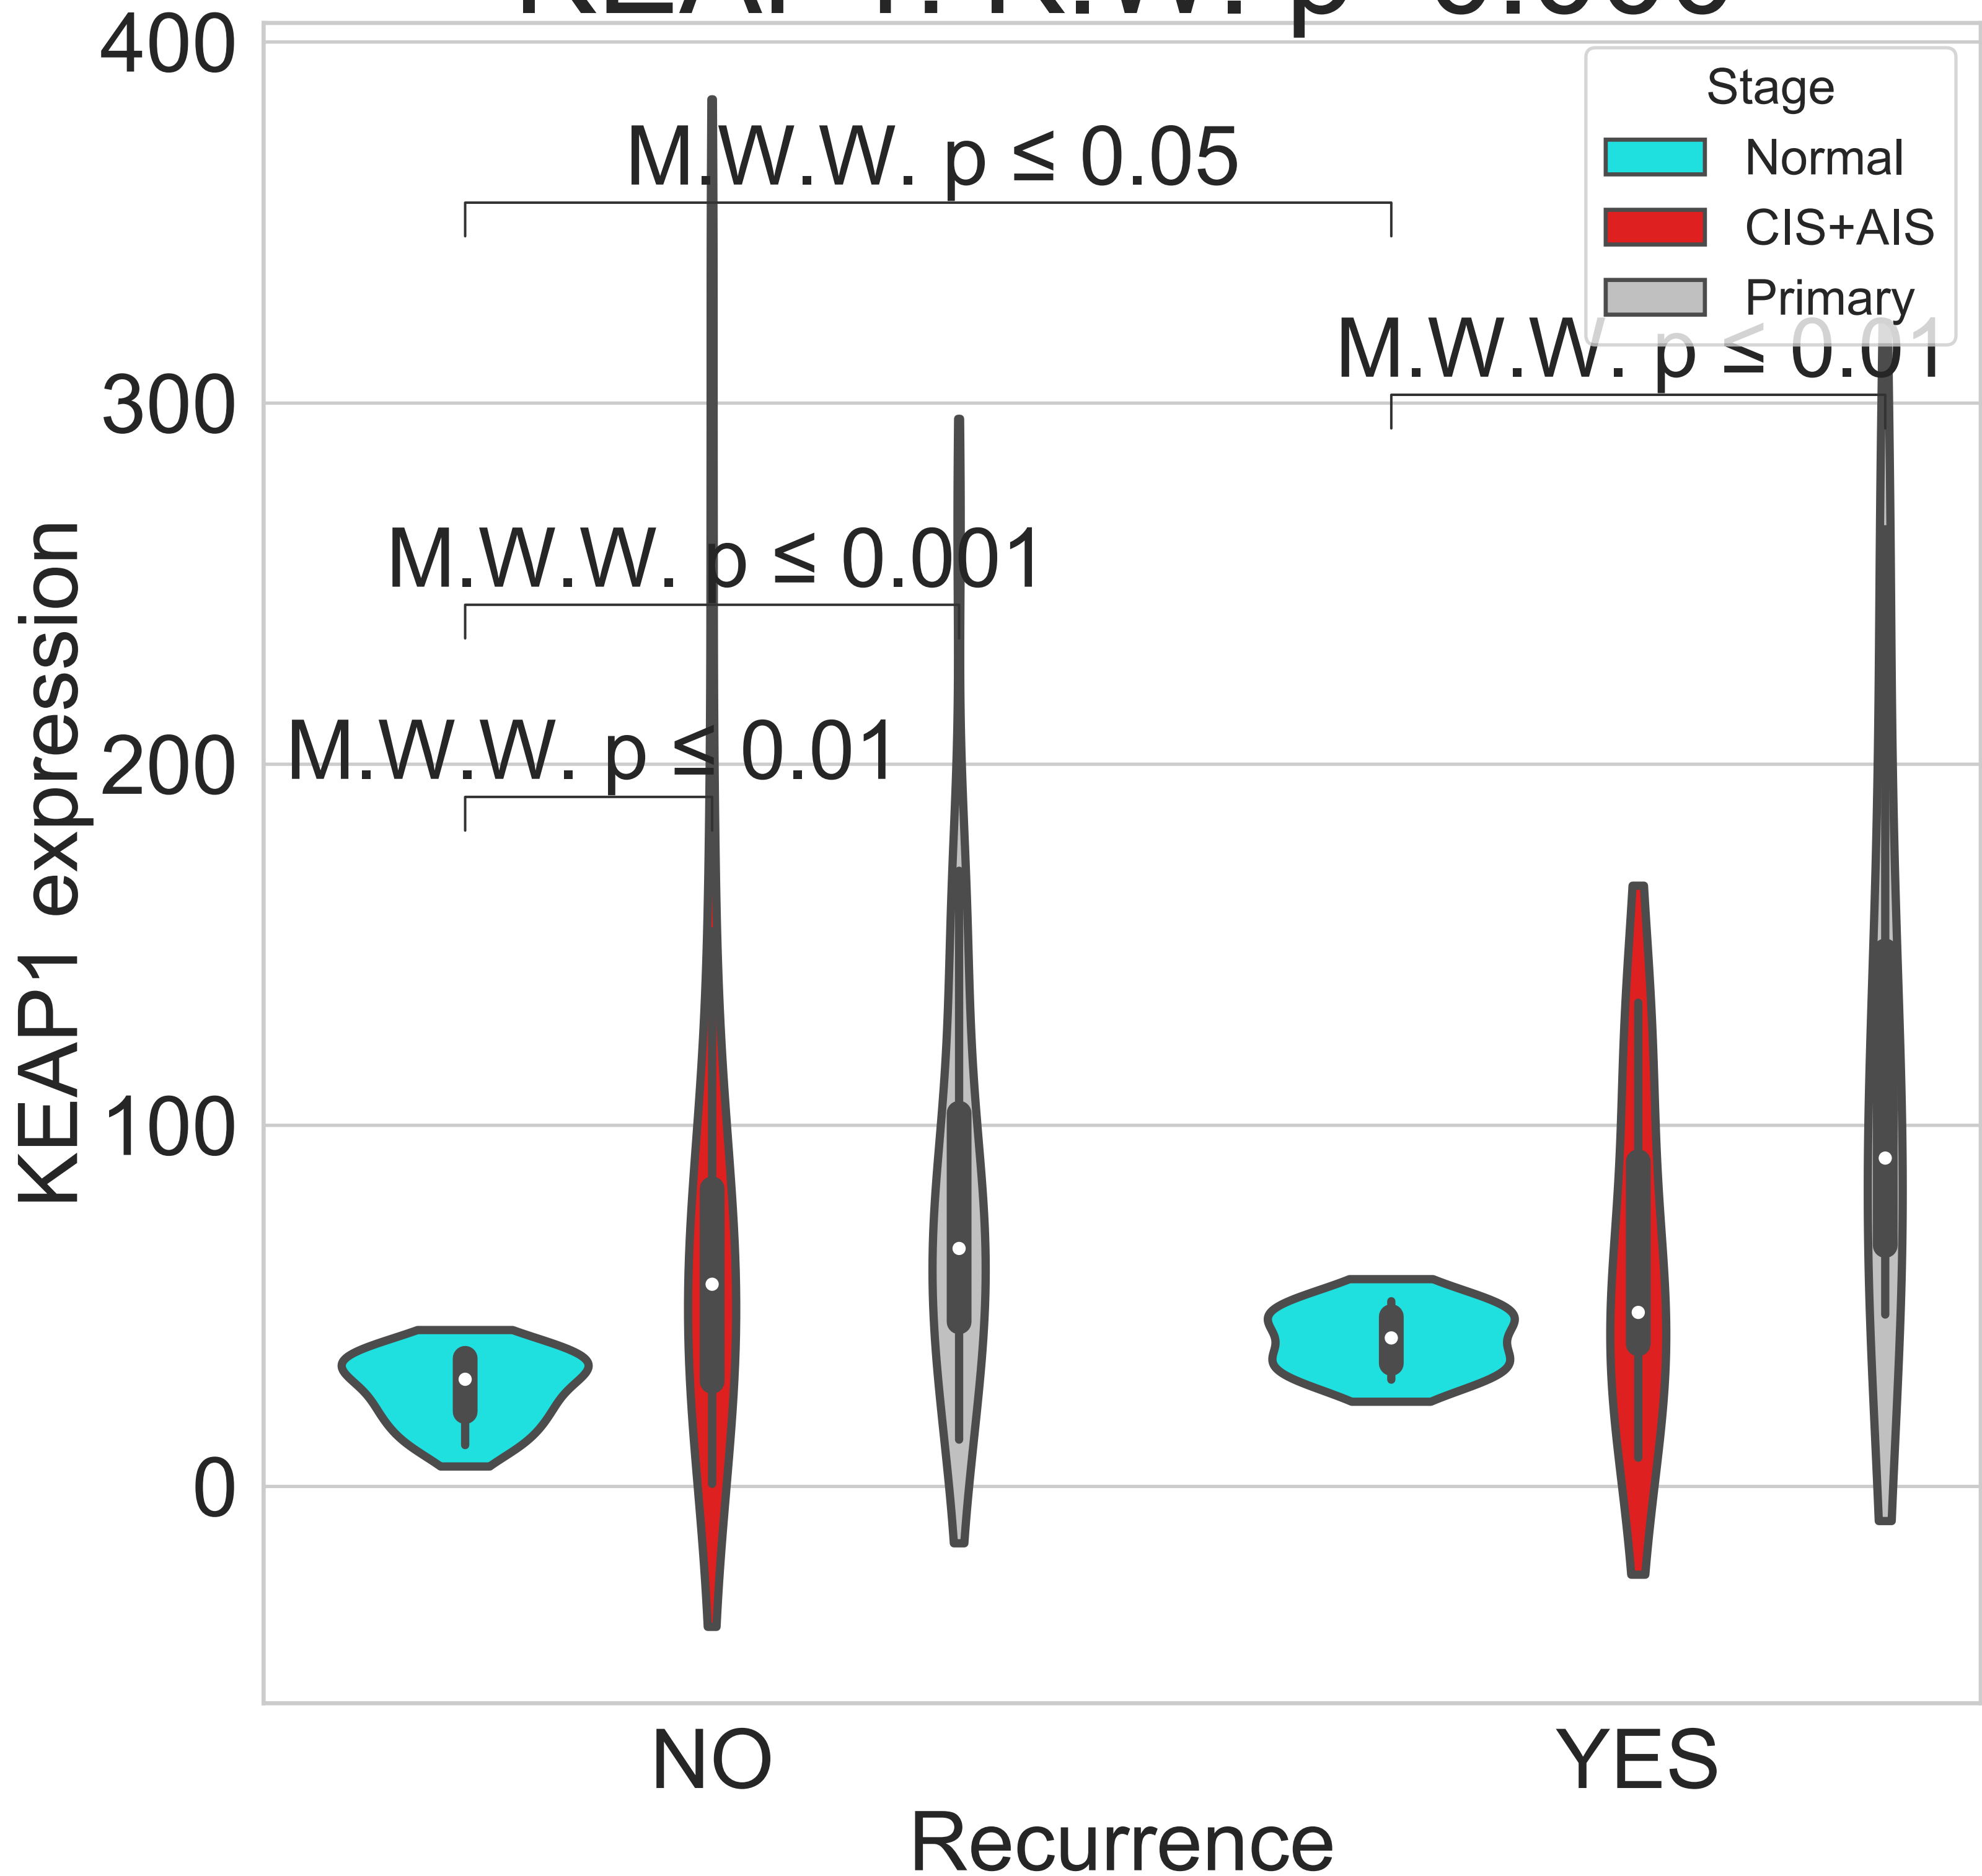 400
Stage
Normal
CIS+AIS
Primary
M.W.W. p ≤ 0.05
M.W.W. p ≤ 0.01
300
M.W.W. p ≤ 0.001
M.W.W. p ≤ 0.01
200
100
0
KEAP1 expression
NO
YES
Recurrence